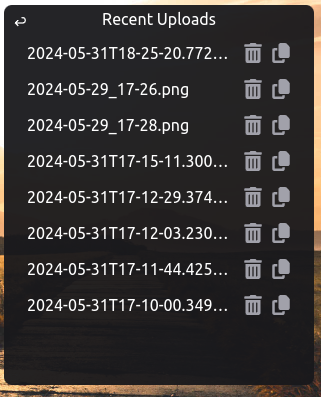 Recent Uploads
2024-05-31T18-25-20.772...
2024-05-29_17-26.png
2024-05-29_17-28.png
2024-05-31T17-15-11.300...
2024-05-31T17-12-29.374...
2024-05-31T17-12-03.230...
2024-05-31T17-11-44.425...
2024-05-31T17-10-00.349...